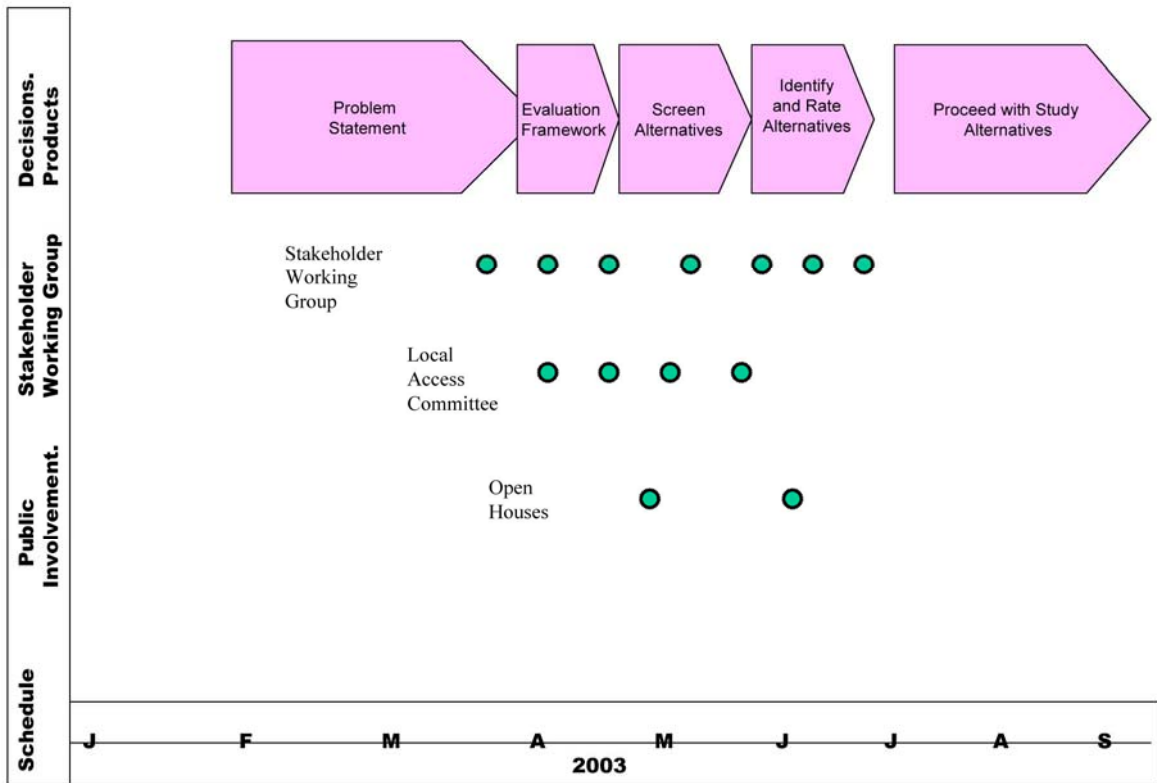 Decisions.
Products
Problem
Statement
Evaluation
Framework
Screen
Alternatives
Identify
and Rate
Alternatives
Proceed with Study
Alternatives
Stakeholder
Working Group
Stakeholder
Working
Group
Local
Access
Committee
Public
Involvement.
Open
Houses
Schedule
J F M A M J J A S
2003